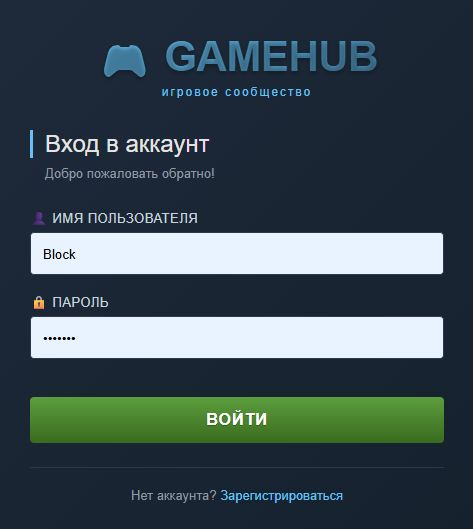 GAMEHUB
игровое сообщество
Вход в аккаунт
Добро пожаловать обратно!
ИМЯ ПОЛЬЗОВАТЕЛЯ
Block
ПАРОЛЬ
•••••••
ВОЙТИ
Нет аккаунта? Зарегистрироваться